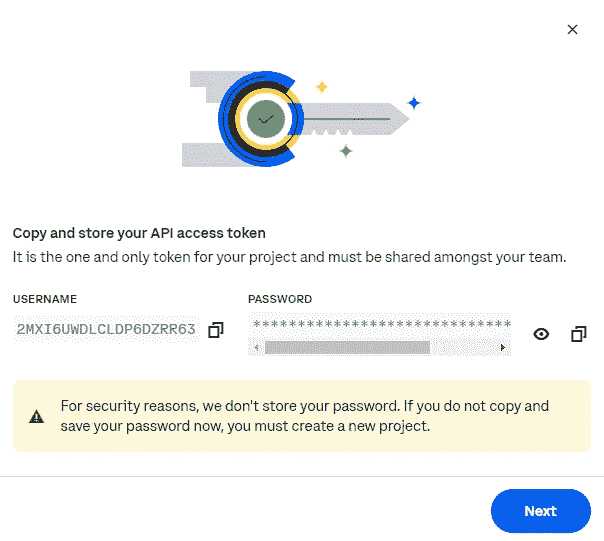 Copy and store your API access token
It is the one and only token for your project and must be shared amongst your team.
USERNAME
PASSWORD
2MXI6UWDLCLDP6DZRR63
*****************************
For security reasons, we don't store your password. If you do not copy and
save your password now, you must create a new project.
Next